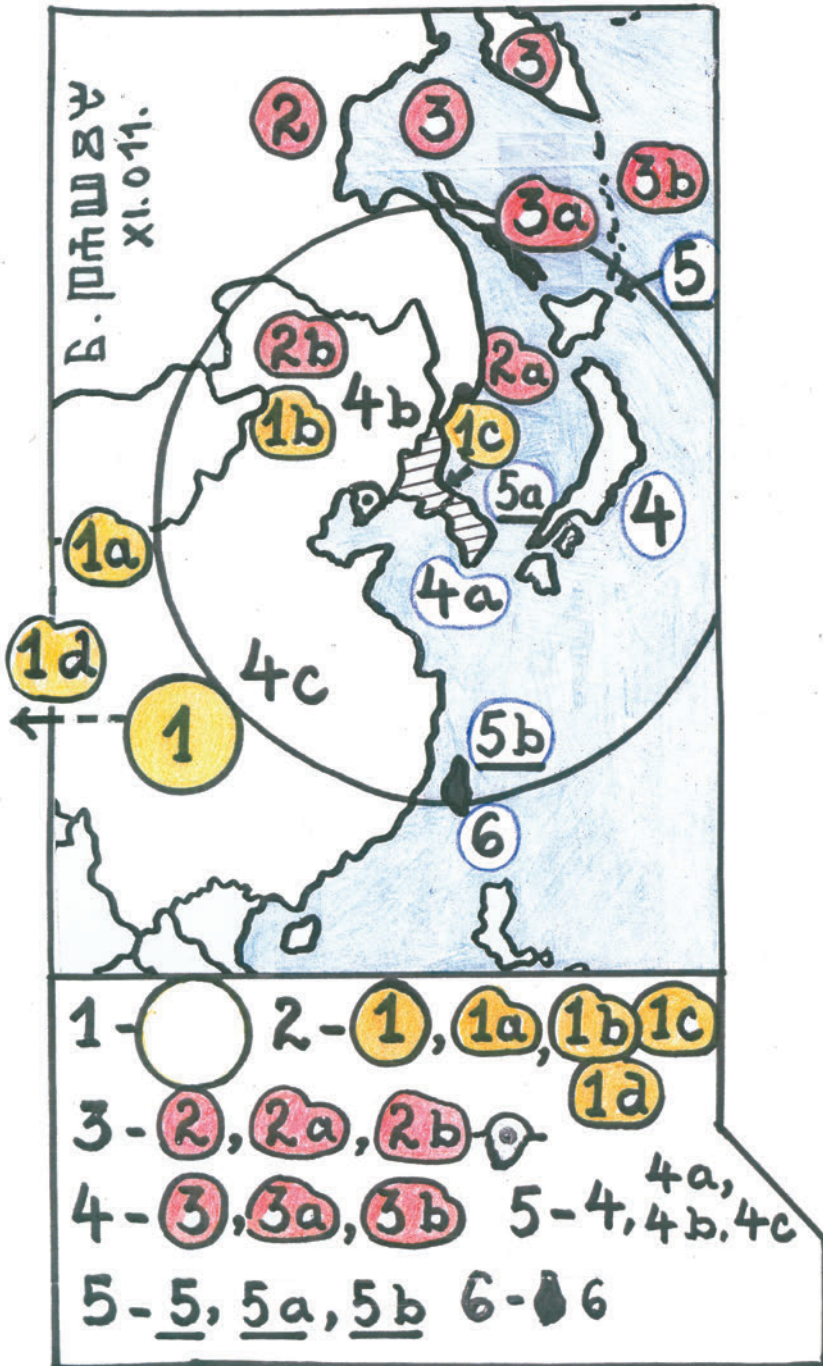 XI.011.
3
2
3
3b
3a
5
2b
2a
1b
4b
1c
5a
4
1a
4a
1d
4c
1
5b
6
1- 2- 1, 1a, 1b 1c
1d
3- 2, 2a, 2b-
4- 3, 3a, 3b 5-4, 4a,
4b, 4c
5- 5, 5a, 5b 6- 6